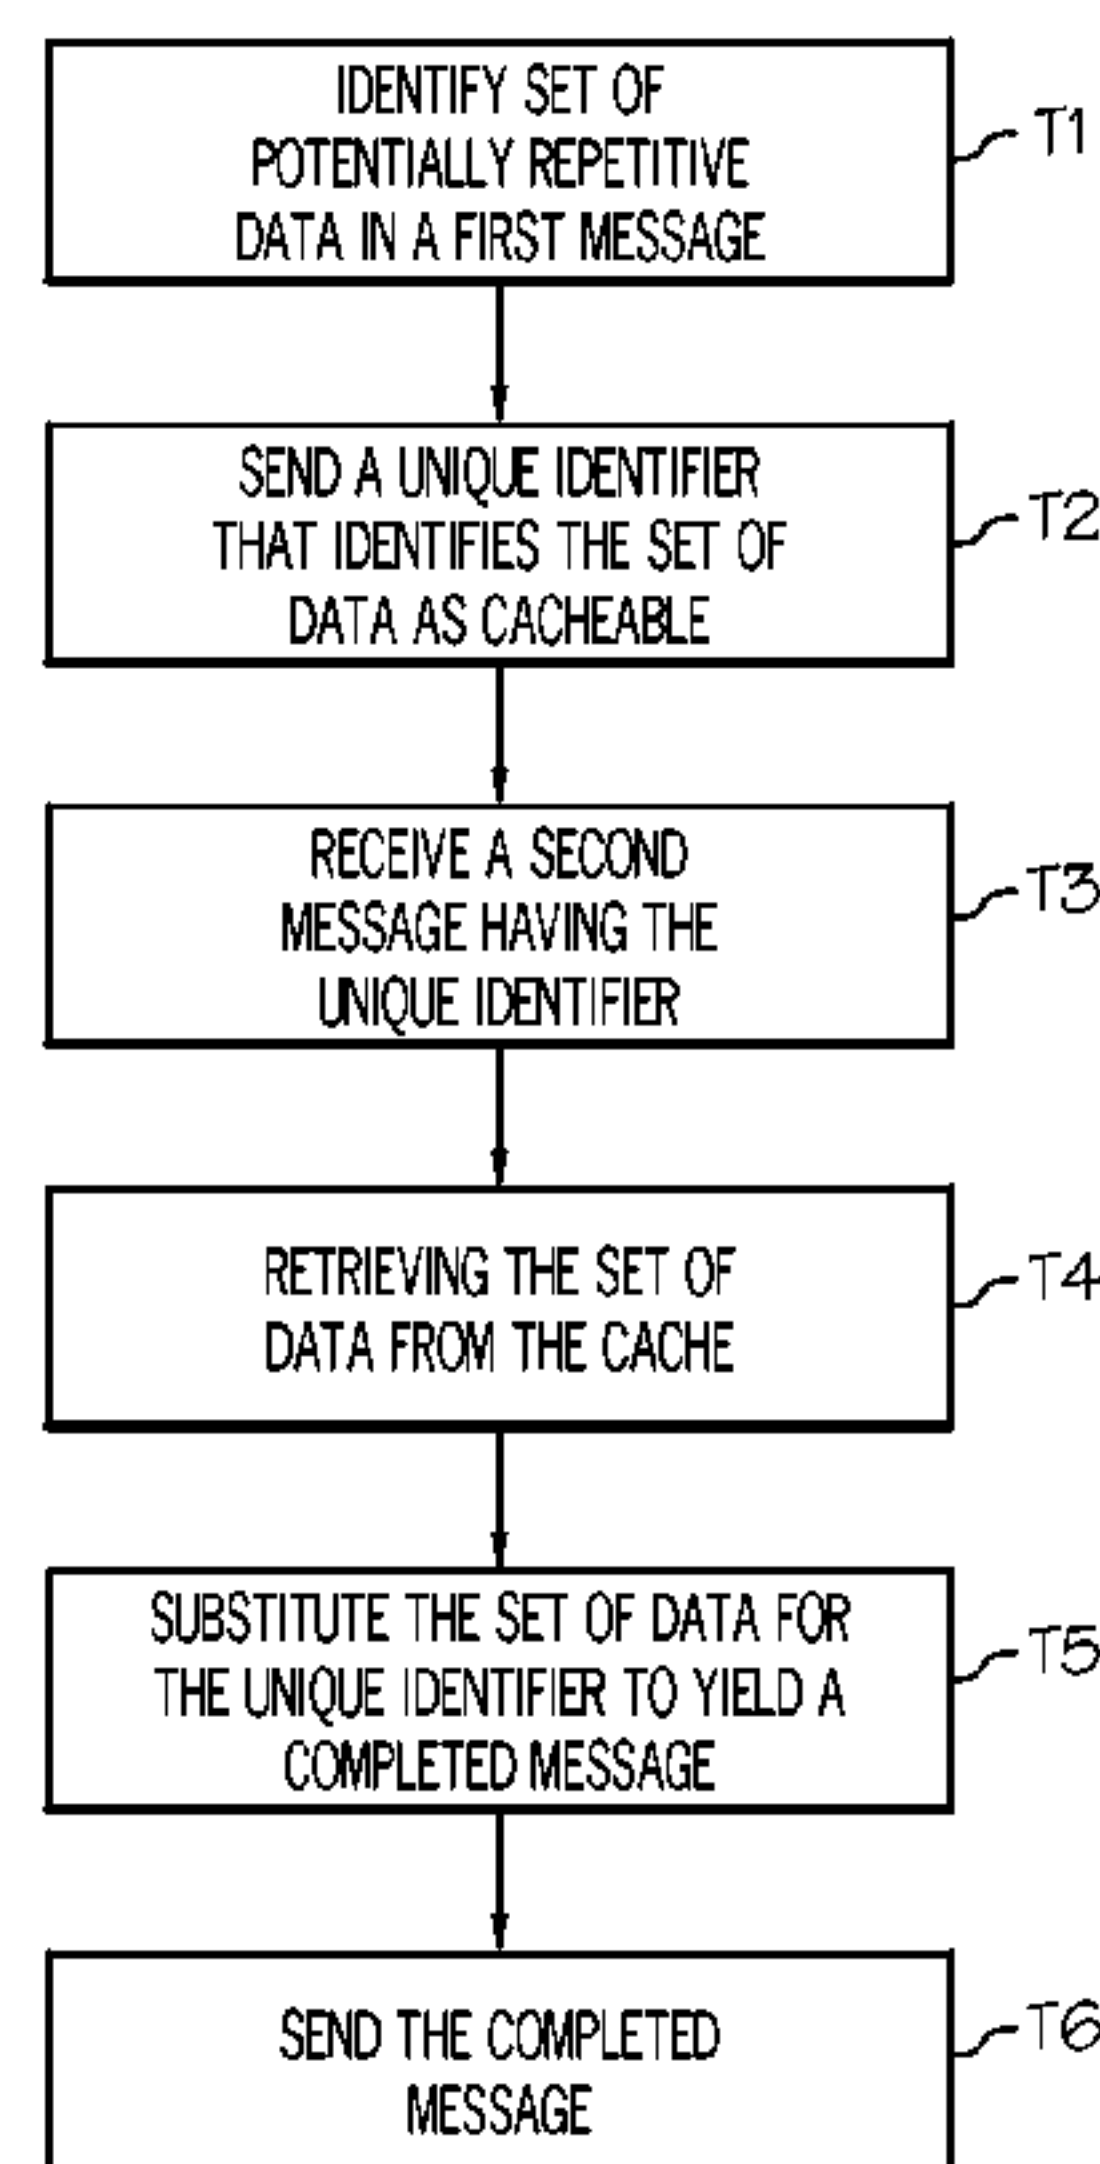 IDENTIFY SET OF
POTENTIALLY REPETITIVE
DATA IN A FIRST MESSAGE
T1
SEND A UNIQUE IDENTIFIER
THAT IDENTIFIES THE SET OF
DATA AS CACHEABLE
T2
RECEIVE A SECOND
MESSAGE HAVING THE
UNIQUE IDENTIFIER
T3
RETRIEVING THE SET OF
DATA FROM THE CACHE
T4
SUBSTITUTE THE SET OF DATA FOR
THE UNIQUE IDENTIFIER TO YIELD A
COMPLETED MESSAGE
T5
SEND THE COMPLETED
MESSAGE
T6